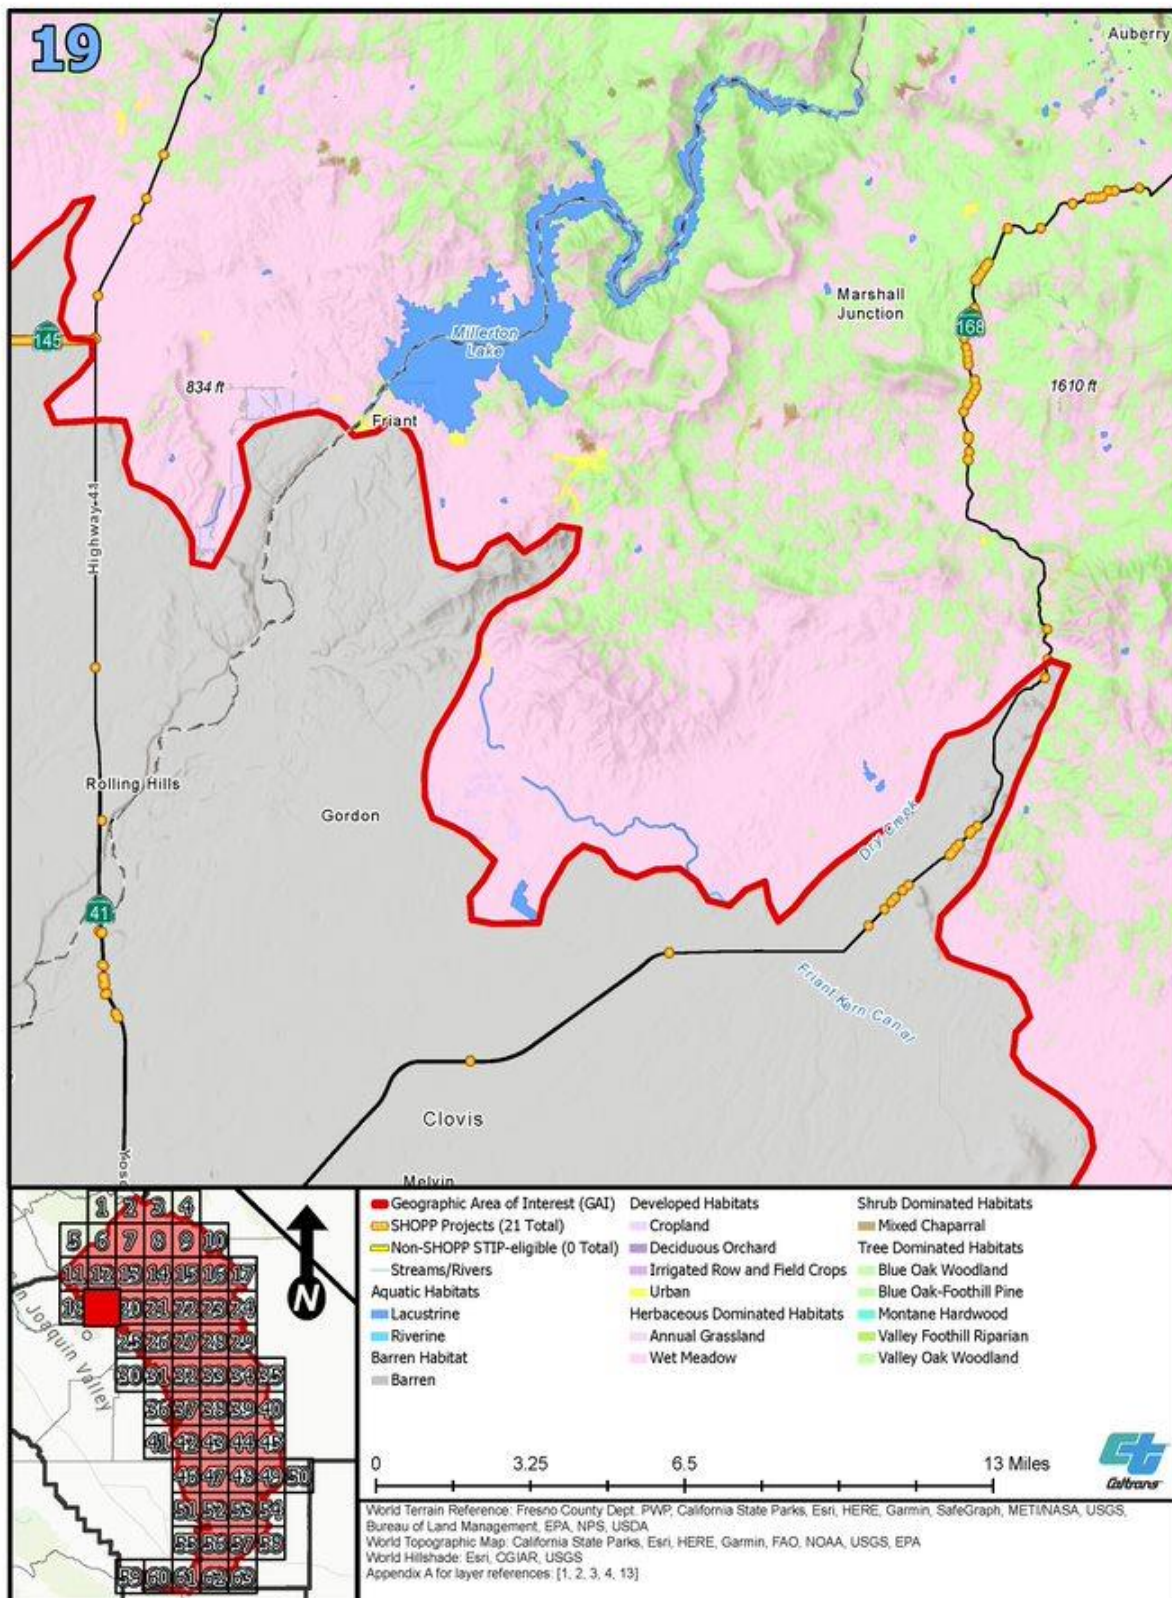 19
Auberry
Marshall
Junction
168
145
Millerton
Lake
834 ft
1610 ft
Friant
Highway 41
Rolling Hills
Gordon
Dry Creek
41
Friant Kern Canal
Clovis
Melvin
1 2 3 4
5 6 7 8 9 10
11 12 13 14 15 16 17
18 20 21 22 23 24
25 26 27 28 29
30 31 32 33 34 35
36 37 38 39 40
41 42 43 44 45
46 47 48 49 50
51 52 53 54
55 56 57 58
59 60 61 62 63
San Joaquin Valley
N
Geographic Area of Interest (GAI)
SHOPP Projects (21 Total)
Non-SHOPP STIP-eligible (0 Total)
Streams/Rivers
Aquatic Habitats
Lacustrine
Riverine
Barren Habitat
Barren
Developed Habitats
Cropland
Deciduous Orchard
Irrigated Row and Field Crops
Urban
Herbaceous Dominated Habitats
Annual Grassland
Wet Meadow
Shrub Dominated Habitats
Mixed Chaparral
Tree Dominated Habitats
Blue Oak Woodland
Blue Oak-Foothill Pine
Montane Hardwood
Valley Foothill Riparian
Valley Oak Woodland
0 3.25 6.5 13 Miles
Caltrans
World Terrain Reference: Fresno County Dept. PWP, California State Parks, Esri, HERE, Garmin, SafeGraph, METI/NASA, USGS,
Bureau of Land Management, EPA, NPS, USDA
World Topographic Map: California State Parks, Esri, HERE, Garmin, FAO, NOAA, USGS, EPA
World Hillshade: Esri, CGIAR, USGS
Appendix A for layer references: [1, 2, 3, 4, 13]